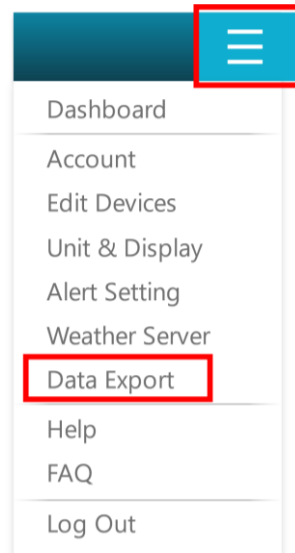 Dashboard
Account
Edit Devices
Unit & Display
Alert Setting
Weather Server
Data Export
Help
FAQ
Log Out